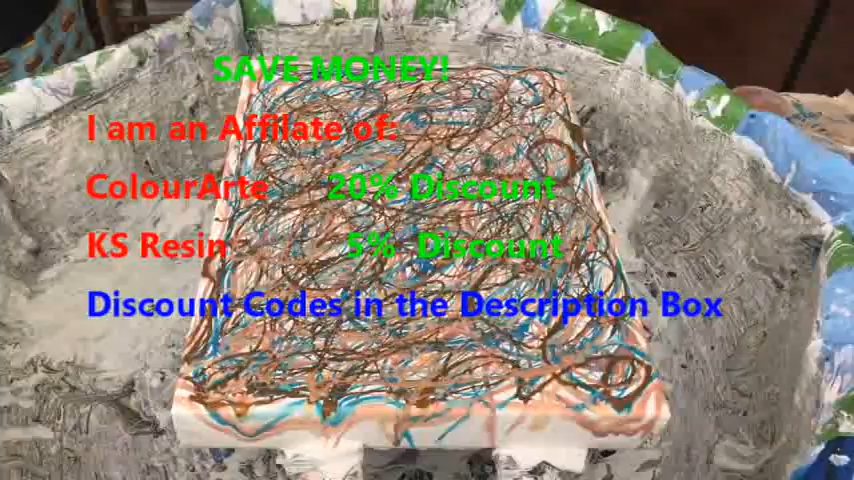 SAVE MONEY!
I am an Affilate of:
ColourArte 20% Discount
KS Resin 5% Discount
Discount Codes in the Description Box